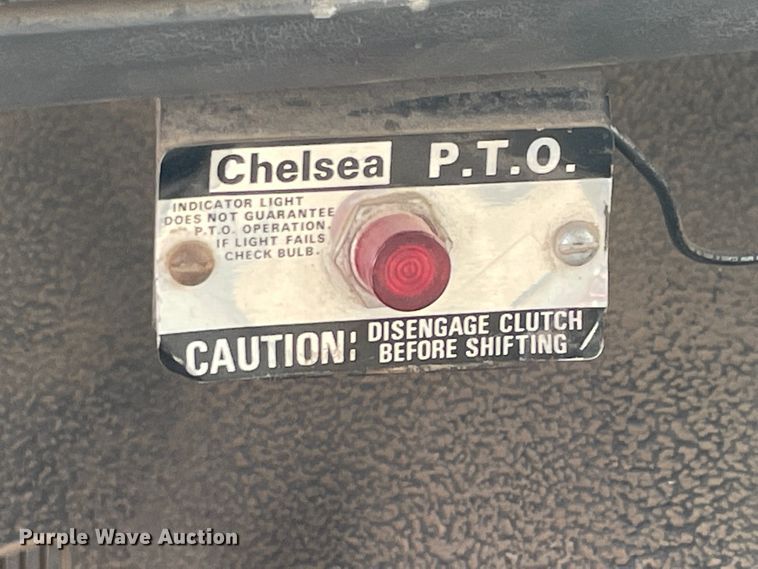 Chelsea P.T.O.
INDICATOR LIGHT
DOES NOT GUARANTEE
P.T.O. OPERATION.
IF LIGHT FAILS
CHECK BULB.
CAUTION: DISENGAGE CLUTCH
BEFORE SHIFTING
Purple Wave Auction